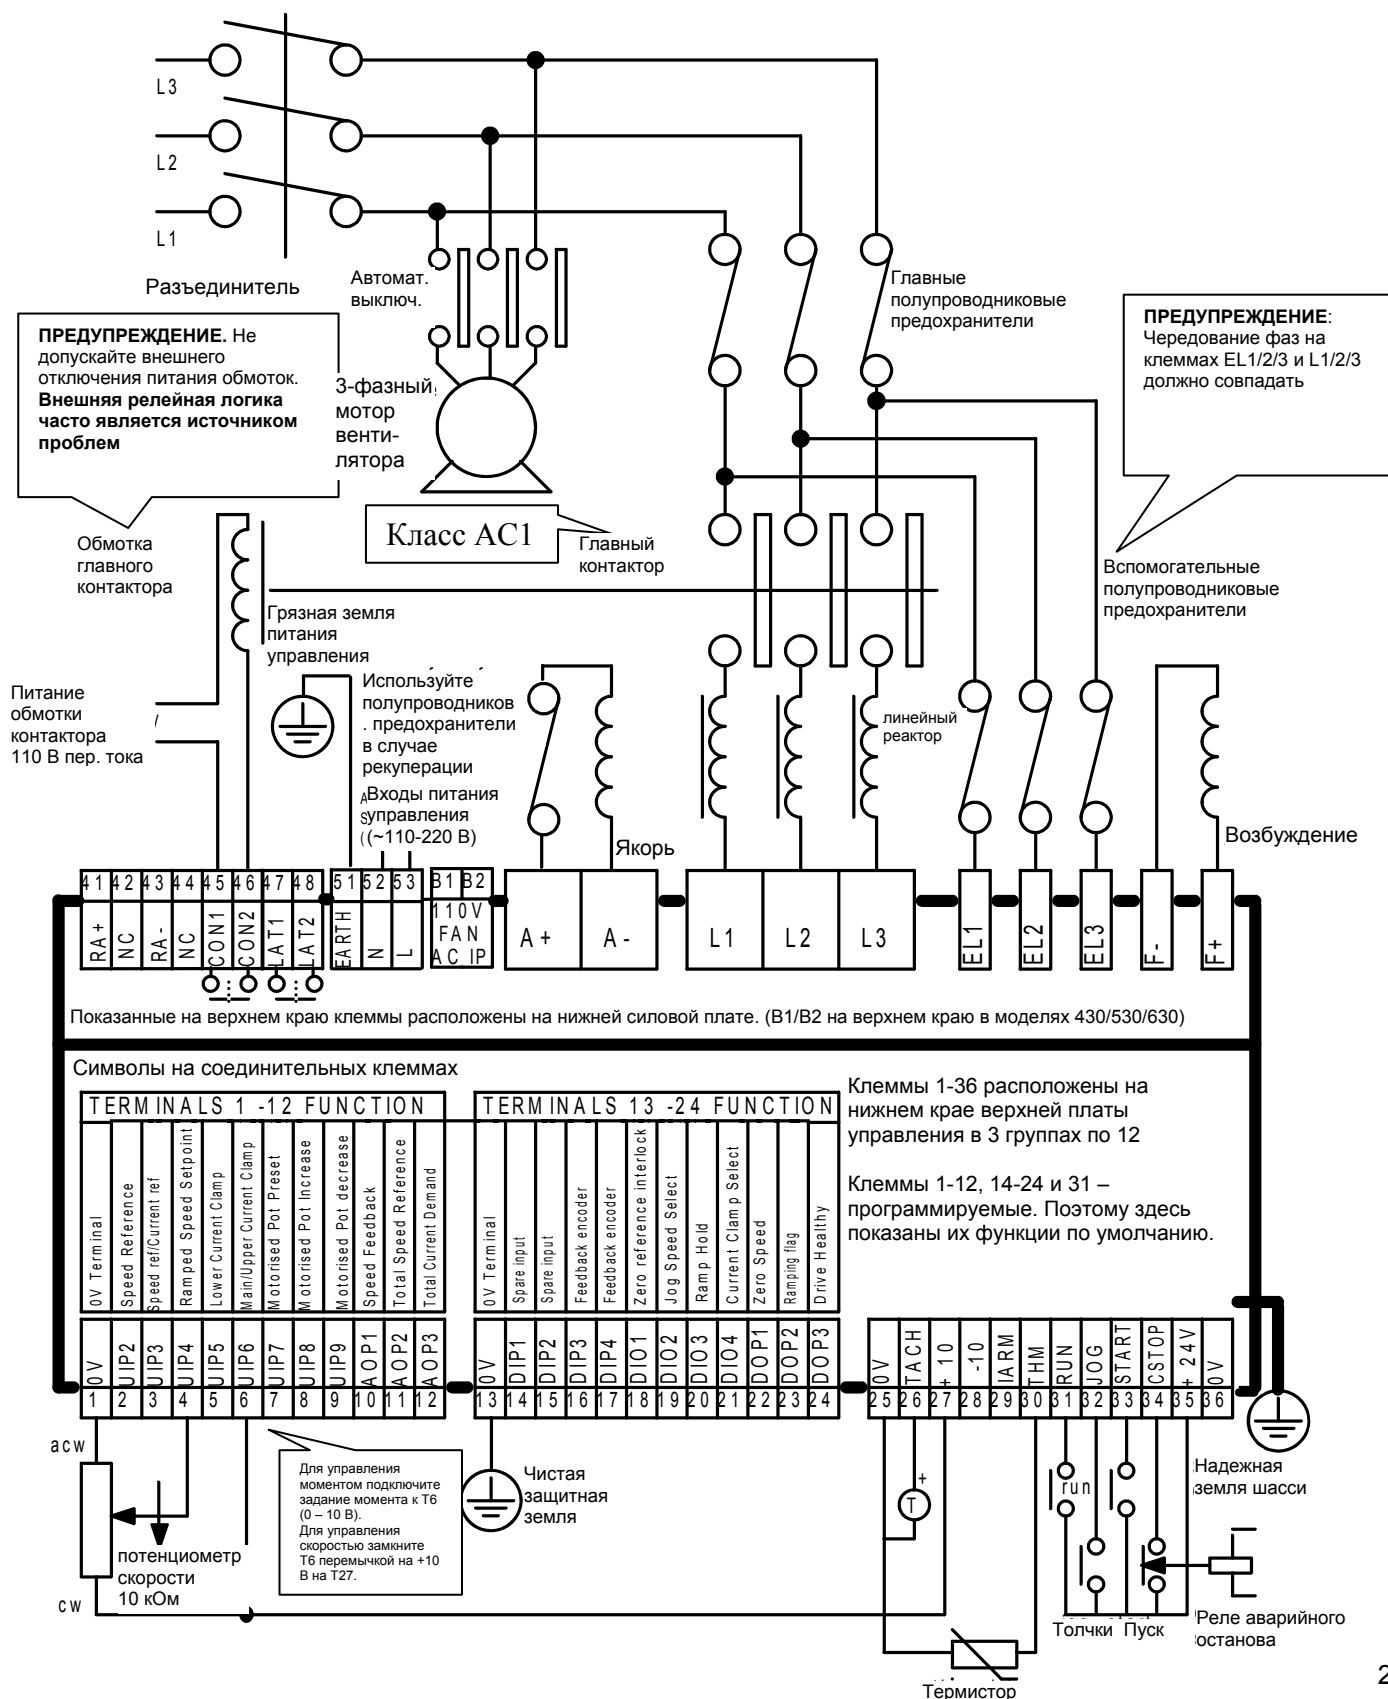 L3
L2
L1
Разъединитель
Автомат.
выключ.
Главные
полупроводниковые
предохранители
ПРЕДУПРЕЖДЕНИЕ. Не
допускайте внешнего
отключения питания обмоток.
Внешняя релейная логика
часто является источником
проблем
ПРЕДУПРЕЖДЕНИЕ:
Чередование фаз на
клеммах EL1/2/3 и L1/2/3
должно совпадать
3-фазный
мотор
венти-
лятора
Класс AC1
Обмотка
главного
контактора
Главный
контактор
Вспомогательные
полупроводниковые
предохранители
Грязная земля
питания
управления
Питание
обмотки
контактора
110 В пер. тока
Используйте
полупроводников
. предохранители
в случае
рекуперации
Входы питания
управления
(~110-220 В)
линейный
реактор
Якорь
Возбуждение
41 42 43 44 45 46 47 48 51 52 53 B1 B2
RA+ NC RA- NC CON1 CON2 LAT1 LAT2 EARTH N L
110V
FAN
AC IP
A+ A- L1 L2 L3 EL1 EL2 EL3 F- F+
Показанные на верхнем краю клеммы расположены на нижней силовой плате. (B1/B2 на верхнем краю в моделях 430/530/630)
Символы на соединительных клеммах
TERMINALS 1 -12 FUNCTION
0V Terminal
Speed Reference
Speed ref/Current ref
Ramped Speed Setpoint
Lower Current Clamp
Main/Upper Current Clamp
Motorised Pot Preset
Motorised Pot Increase
Motorised Pot decrease
Speed Feedback
Total Speed Reference
Total Current Demand
TERMINALS 13 -24 FUNCTION
0V Terminal
Spare input
Spare input
Feedback encoder
Feedback encoder
Zero reference interlock
Jog Speed Select
Ramp Hold
Current Clamp Select
Zero Speed
Ramping flag
Drive Healthy
Клеммы 1-36 расположены на
нижнем крае верхней платы
управления в 3 группах по 12
Клеммы 1-12, 14-24 и 31 –
программируемые. Поэтому здесь
показаны их функции по умолчанию.
0V UIP2 UIP3 UIP4 UIP5 UIP6 UIP7 UIP8 UIP9 AOP1 AOP2 AOP3
1 2 3 4 5 6 7 8 9 10 11 12
0V DIP1 DIP2 DIP3 DIP4 DIO1 DIO2 DIO3 DIO4 DOP1 DOP2 DOP3
13 14 15 16 17 18 19 20 21 22 23 24
0V TACH +10 -10 IARM THM RUN JOG START CSTOP +24V 0V
25 26 27 28 29 30 31 32 33 34 35 36
acw
Для управления
моментом подключите
задание момента к T6
(0 – 10 В).
Для управления
скоростью замкните
T6 перемычкой на +10
В на T27.
Чистая
защитная
земля
+
T
run
Надежная
земля шасси
потенциометр
скорости
10 кОм
cw
Толчки Пуск
Реле аварийного
останова
Термистор
2